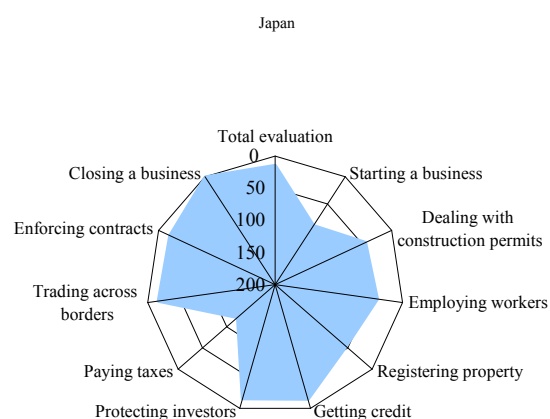 Japan
Total evaluation
0
Closing a business
Starting a business
50
Dealing with
construction permits
100
Enforcing contracts
150
200
Trading across
borders
Employing workers
Paying taxes
Registering property
Protecting investors
Getting credit